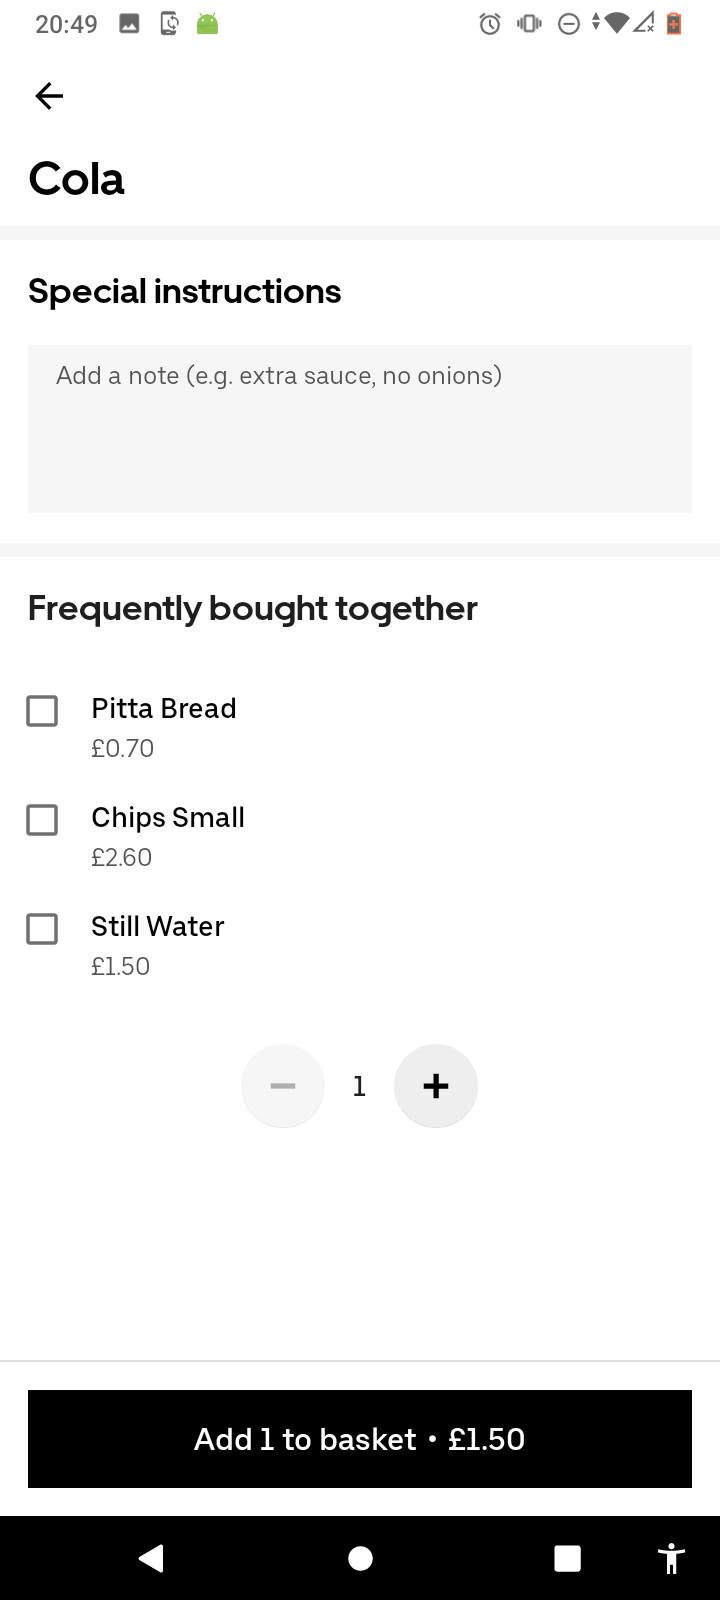 20:49
Cola
Special instructions
Add a note (e.g. extra sauce, no onions)
Frequently bought together
Pitta Bread
£0.70
Chips Small
£2.60
Still Water
£1.50
1
Add 1 to basket • £1.50